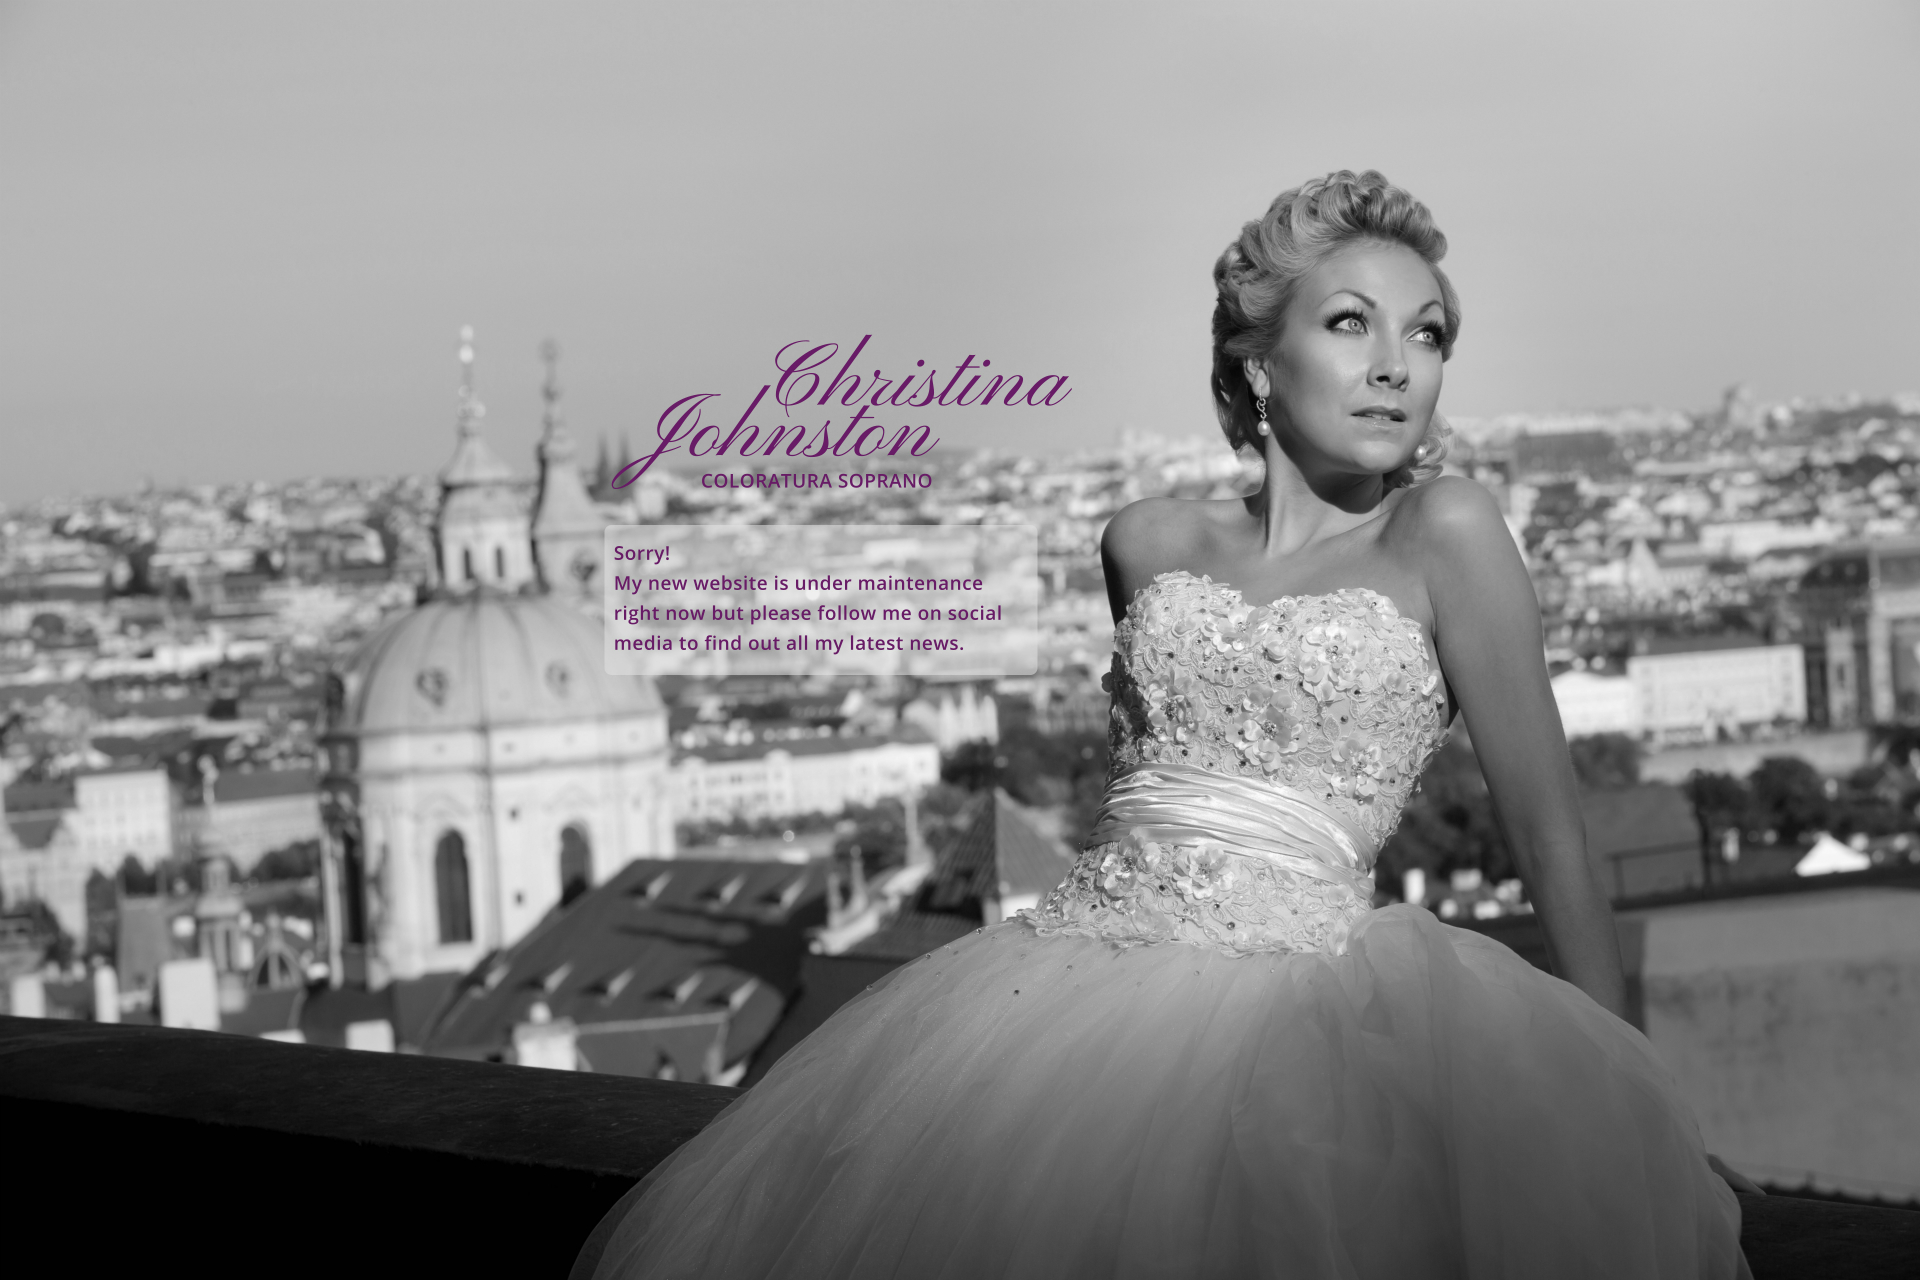 Christina
Johnston
COLORATURA SOPRANO
Sorry!
My new website is under maintenance
right now but please follow me on social
media to find out all my latest news.